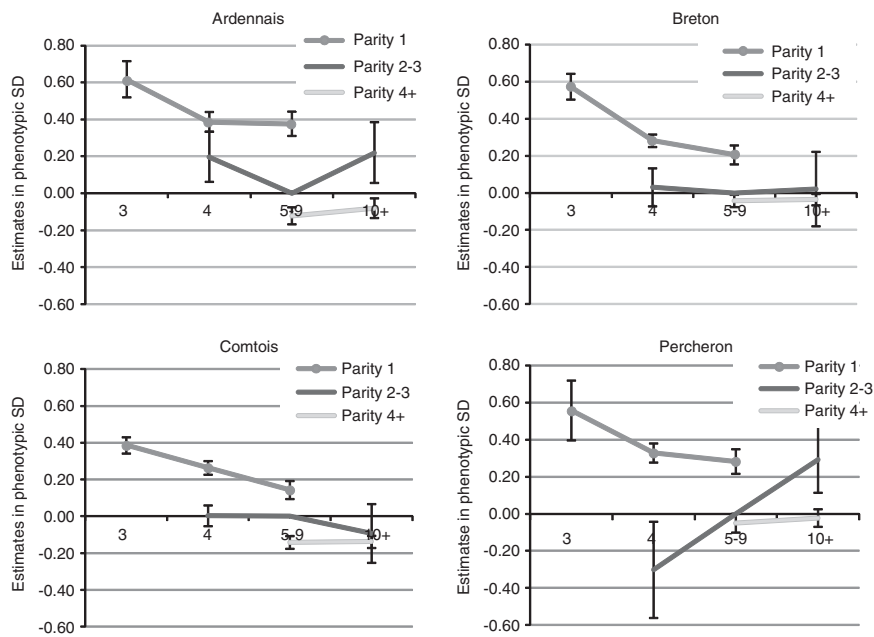 Ardennais
Estimates in phenotypic SD
0.80
0.60
0.40
0.20
0.00
-0.20
-0.40
-0.60
3
4
5-9
10+
Parity 1
Parity 2-3
Parity 4+
Breton
Estimates in phenotypic SD
0.80
0.60
0.40
0.20
0.00
-0.20
-0.40
-0.60
3
4
5-9
10+
Parity 1
Parity 2-3
Parity 4+
Comtois
Estimates in phenotypic SD
0.80
0.60
0.40
0.20
0.00
-0.20
-0.40
-0.60
3
4
5-9
10+
Parity 1
Parity 2-3
Parity 4+
Percheron
Estimatse in phenotypic SD
0.80
0.60
0.40
0.20
0.00
-0.20
-0.40
-0.60
3
4
5-9
10+
Parity 1
Parity 2-3
Parity 4+